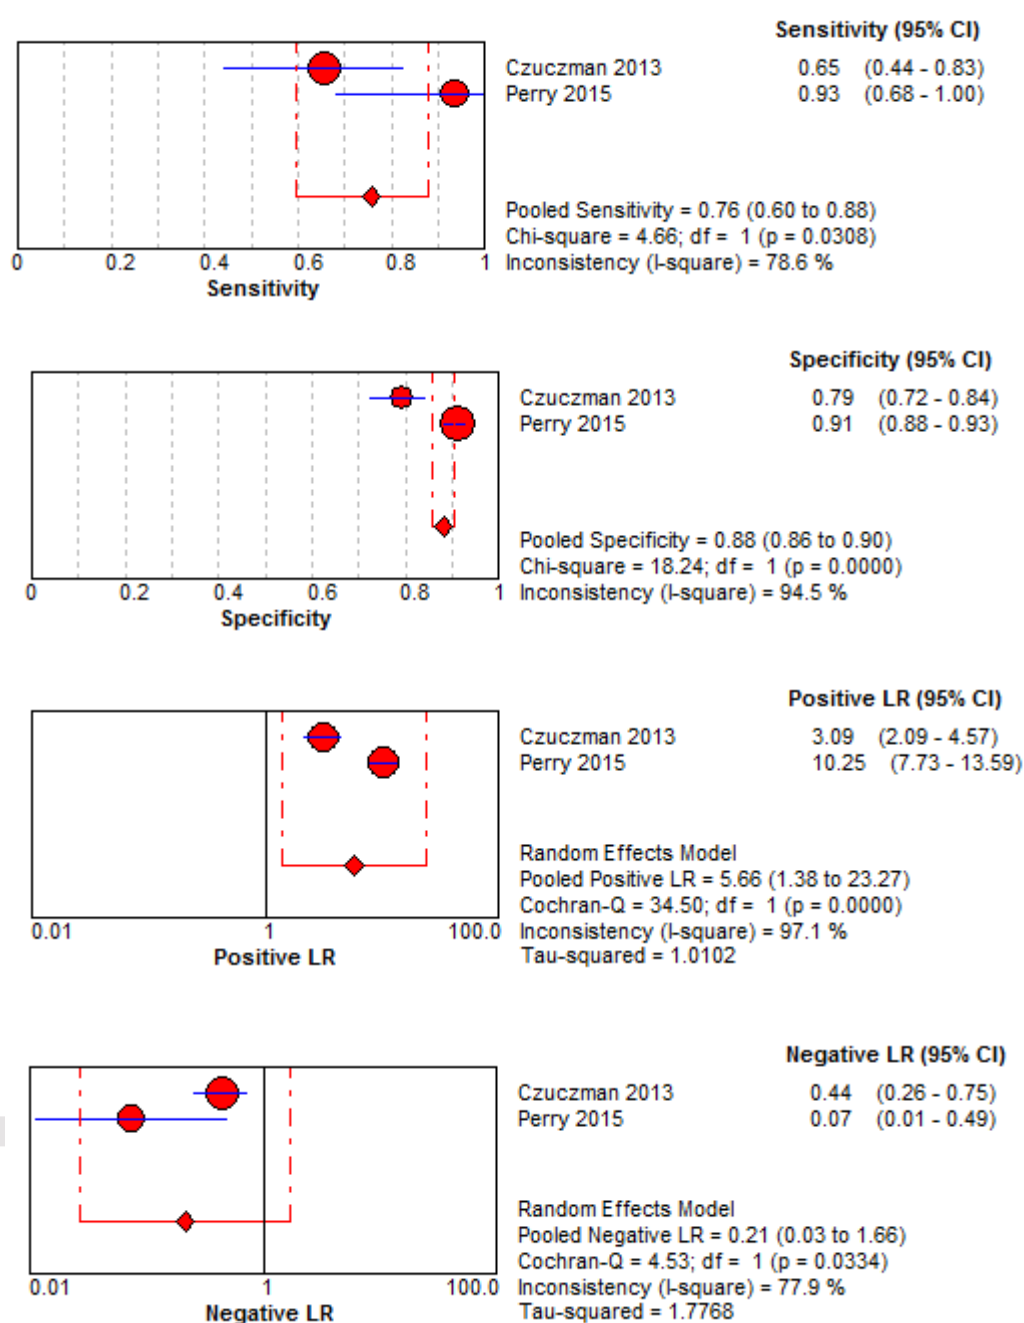 Sensitivity (95% CI)
Czuczman 2013 0.65 (0.44 - 0.83)
Perry 2015 0.93 (0.68 - 1.00)
Pooled Sensitivity = 0.76 (0.60 to 0.88)
Chi-square = 4.66; df = 1 (p = 0.0308)
Inconsistency (I-square) = 78.6 %
0 0.2 0.4 0.6 0.8 1
Sensitivity
Specificity (95% CI)
Czuczman 2013 0.79 (0.72 - 0.84)
Perry 2015 0.91 (0.88 - 0.93)
Pooled Specificity = 0.88 (0.86 to 0.90)
Chi-square = 18.24; df = 1 (p = 0.0000)
Inconsistency (I-square) = 94.5 %
0 0.2 0.4 0.6 0.8 1
Specificity
Positive LR (95% CI)
Czuczman 2013 3.09 (2.09 - 4.57)
Perry 2015 10.25 (7.73 - 13.59)
Random Effects Model
Pooled Positive LR = 5.66 (1.38 to 23.27)
Cochran-Q = 34.50; df = 1 (p = 0.0000)
Inconsistency (I-square) = 97.1 %
Tau-squared = 1.0102
0.01 1 100.0
Positive LR
Negative LR (95% CI)
Czuczman 2013 0.44 (0.26 - 0.75)
Perry 2015 0.07 (0.01 - 0.49)
Random Effects Model
Pooled Negative LR = 0.21 (0.03 to 1.66)
Cochran-Q = 4.53; df = 1 (p = 0.0334)
Inconsistency (I-square) = 77.9 %
Tau-squared = 1.7768
0.01 1 100.0
Negative LR